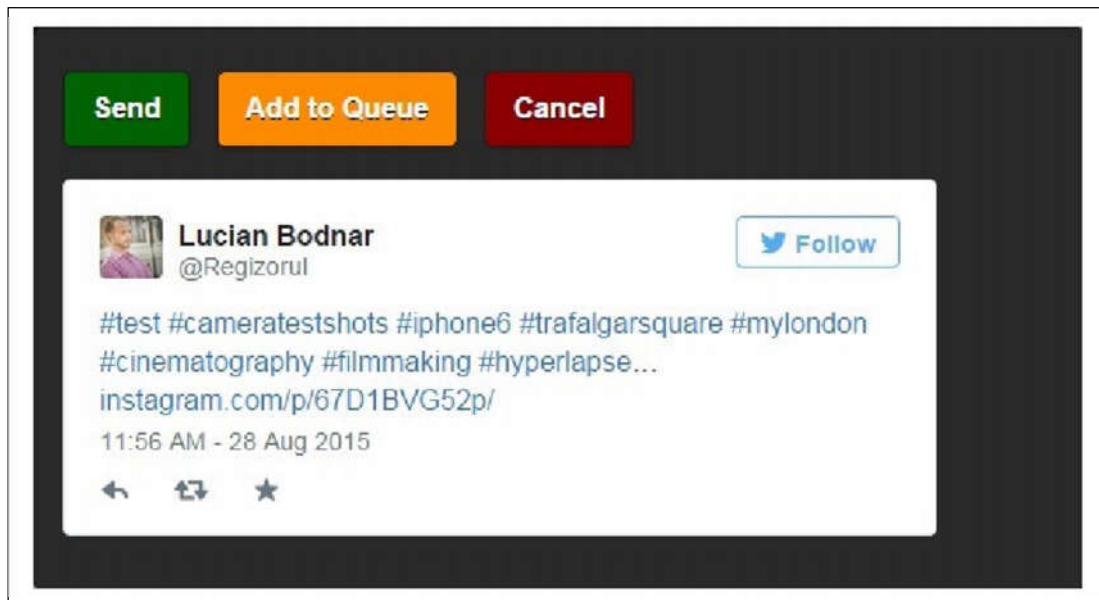 Send Add to Queue Cancel
Lucian Bodnar
Follow
@Regizorul
#test #cameratestshots #iphone6 #trafalgarsquare #mylondon
#cinematography #filmmaking #hyperlapse...
instagram.com/p/67D1BVG52p/
11:56 AM - 28 Aug 2015